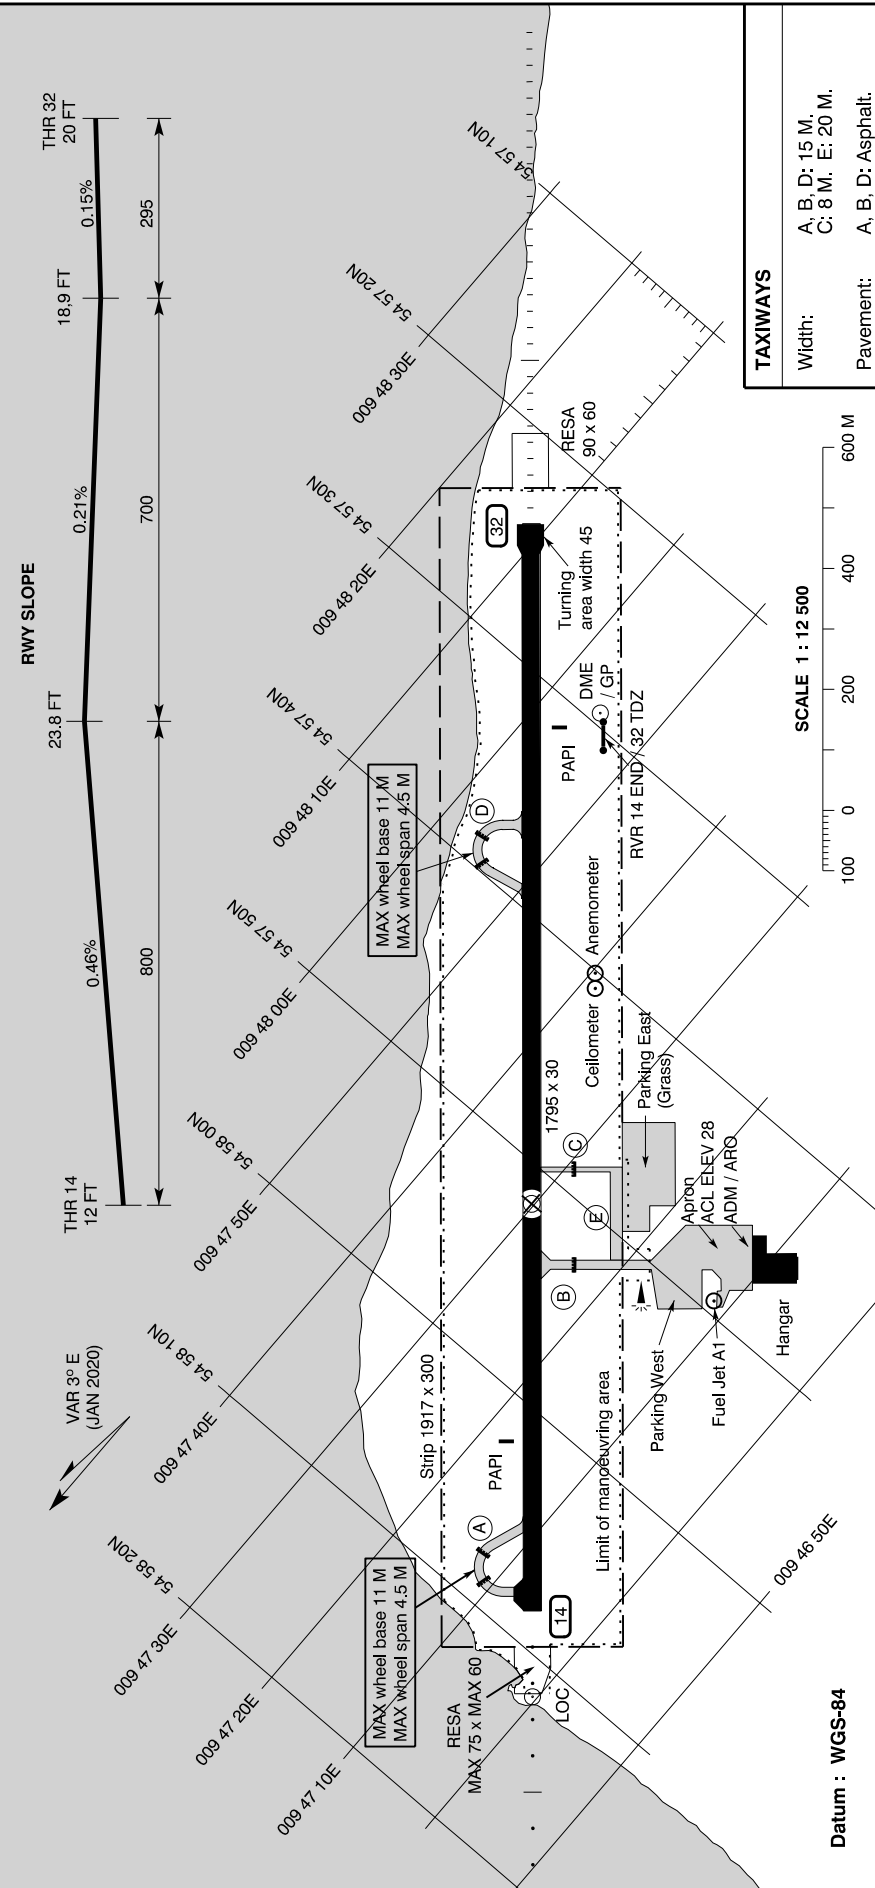 RWY SLOPE
THR 14
12 FT
0.46%
800
23.8 FT
0.21%
700
18,9 FT
0.15%
295
THR 32
20 FT
VAR 3° E
(JAN 2020)
54 58 20N
54 58 10N
54 58 00N
54 57 50N
54 57 40N
54 57 30N
54 57 20N
54 57 10N
009 47 10E
009 47 20E
009 47 30E
009 47 40E
009 47 50E
009 48 00E
009 48 10E
009 48 20E
009 48 30E
009 46 50E
MAX wheel base 11 M
MAX wheel span 4.5 M
MAX wheel base 11 M
MAX wheel span 4.5 M
RESA
MAX 75 x MAX 60
LOC
14
A
PAPI
Strip 1917 x 300
Limit of manoeuvring area
B
E
C
1795 x 30
D
Ceilometer
Anemometer
PAPI
DME
/ GP
RVR 14 END / 32 TDZ
Turning
area width 45
32
RESA
90 x 60
Parking West
Fuel Jet A1
Hangar
Apron
ACL ELEV 28
ADM / ARO
Parking East
(Grass)
SCALE 1 : 12 500
100
0
200
400
600 M
Datum : WGS-84
TAXIWAYS
Width:
A, B, D: 15 M.
C: 8 M. E: 20 M.
Pavement:
A, B, D: Asphalt.